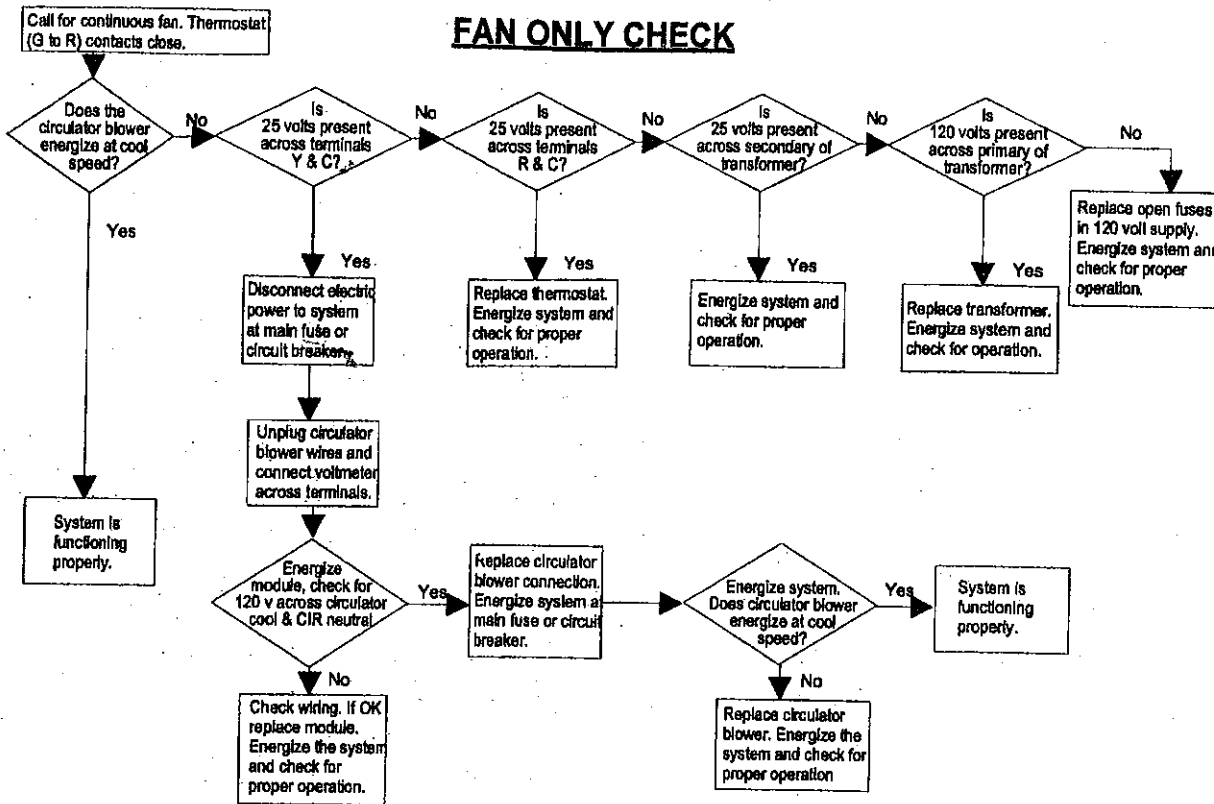 FAN ONLY CHECK
Call for continuous fan. Thermostat
(G to R) contacts close.
Does the
circulator blower
energize at cool
speed?
No
Is
25 volts present
across terminals
Y & C?
No
Is
25 volts present
across terminals
R & C?
No
Is
25 volts present
across secondary of
transformer?
No
Is
120 volts present
across primary of
transformer?
No
Replace open fuses
in 120 volt supply.
Energize system and
check for proper
operation.
Yes
Yes
Disconnect electric
power to system
at main fuse or
circuit breaker.
Yes
Replace thermostat.
Energize system and
check for proper
operation.
Yes
Energize system and
check for proper
operation.
Yes
Replace transformer.
Energize system and
check for operation.
Unplug circulator
blower wires and
connect voltmeter
across terminals.
System is
functioning
properly.
Energize
module, check for
120 v across circulator
cool & CIR neutral
Yes
Replace circulator
blower connection.
Energize system at
main fuse or circuit
breaker.
Energize system.
Does circulator blower
energize at cool
speed?
Yes
System is
functioning
properly.
No
Check wiring. If OK
replace module.
Energize the system
and check for
proper operation.
No
Replace circulator
blower. Energize the
system and check for
proper operation